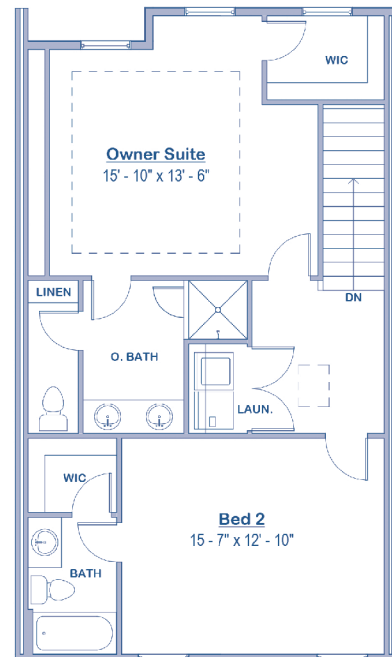 WIC
Owner Suite
15' - 10" x 13' - 6"
LINEN
DN
O. BATH
LAUN.
WIC
Bed 2
15 - 7" x 12' - 10"
BATH